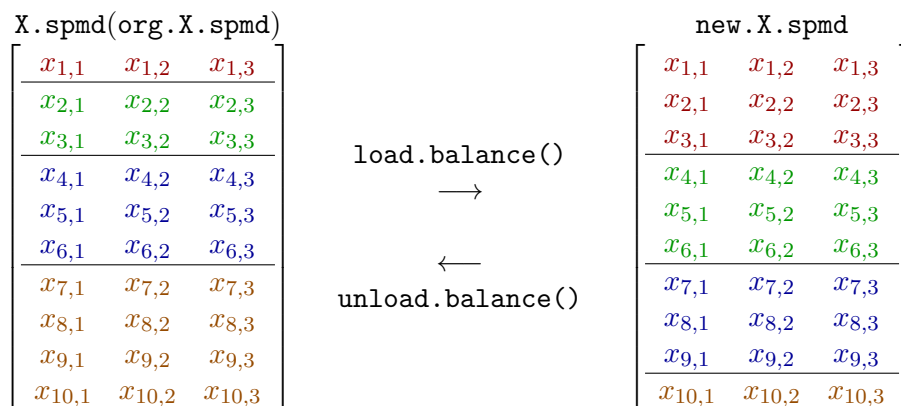 X.spmd(org.X.spmd) new.X.spmd
x1,1 x1,2 x1,3 x1,1 x1,2 x1,3
x2,1 x2,2 x2,3 x2,1 x2,2 x2,3
x3,1 x3,2 x3,3 x3,1 x3,2 x3,3
load.balance()
x4,1 x4,2 x4,3 x4,1 x4,2 x4,3
⟶
x5,1 x5,2 x5,3 x5,1 x5,2 x5,3
x6,1 x6,2 x6,3 x6,1 x6,2 x6,3
⟵
x7,1 x7,2 x7,3 x7,1 x7,2 x7,3
unload.balance()
x8,1 x8,2 x8,3 x8,1 x8,2 x8,3
x9,1 x9,2 x9,3 x9,1 x9,2 x9,3
x10,1 x10,2 x10,3 x10,1 x10,2 x10,3